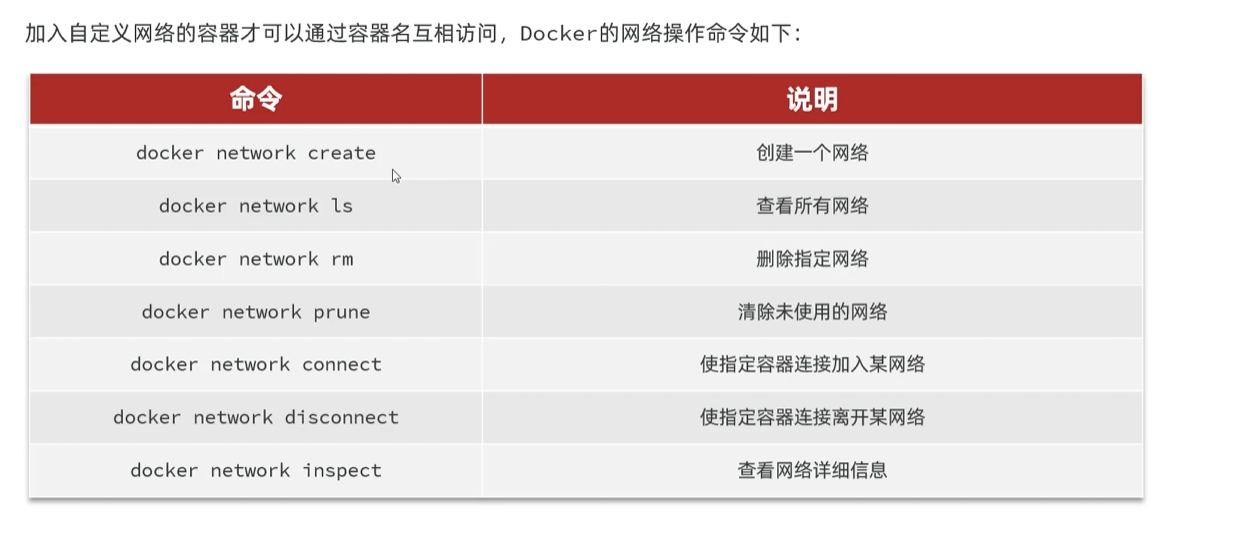 加入自定义网络的容器才可以通过容器名互相访问，Docker的网络操作命令如下：
命令 说明
docker network create 创建一个网络
docker network ls 查看所有网络
docker network rm 删除指定网络
docker network prune 清除未使用的网络
docker network connect 使指定容器连接加入某网络
docker network disconnect 使指定容器连接离开某网络
docker network inspect 查看网络详细信息